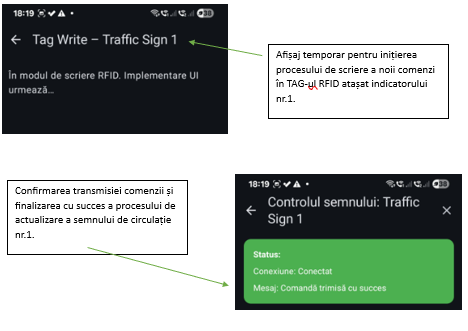 18:19
38
← Tag Write – Traffic Sign 1
În modul de scriere RFID. Implementare UI
urmează...
Afișaj temporar pentru inițierea
procesului de scriere a noii comenzi
în TAG-ul RFID atașat indicatorului
nr.1.
Confirmarea transmisiei comenzii și
finalizarea cu succes a procesului de
actualizare a semnului de circulație
nr.1.
18:19
38
← Controlul semnului: Traffic ×
Sign 1
Status:
Conexiune: Conectat
Mesaj: Comandă trimisă cu succes